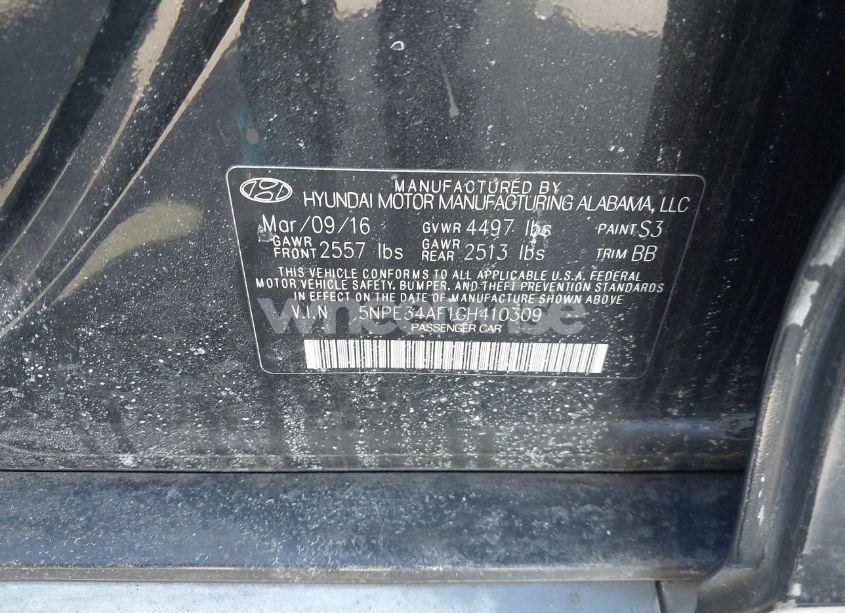 MANUFACTURED BY
HYUNDAI MOTOR MANUFACTURING ALABAMA, LLC
Mar/09/16 GVWR 4497 lbs PAINT S3
GAWR FRONT 2557 lbs GAWR REAR 2513 lbs TRIM BB
THIS VEHICLE CONFORMS TO ALL APPLICABLE U.S.A. FEDERAL
MOTOR VEHICLE SAFETY, BUMPER, AND THEFT PREVENTION STANDARDS
IN EFFECT ON THE DATE OF MANUFACTURE SHOWN ABOVE
V.I.N 5NPE34AF1GH410309
PASSENGER CAR